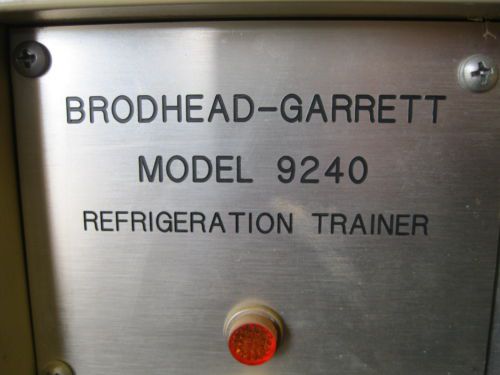 BRODHEAD-GARRETT
MODEL 9240
REFRIGERATION TRAINER